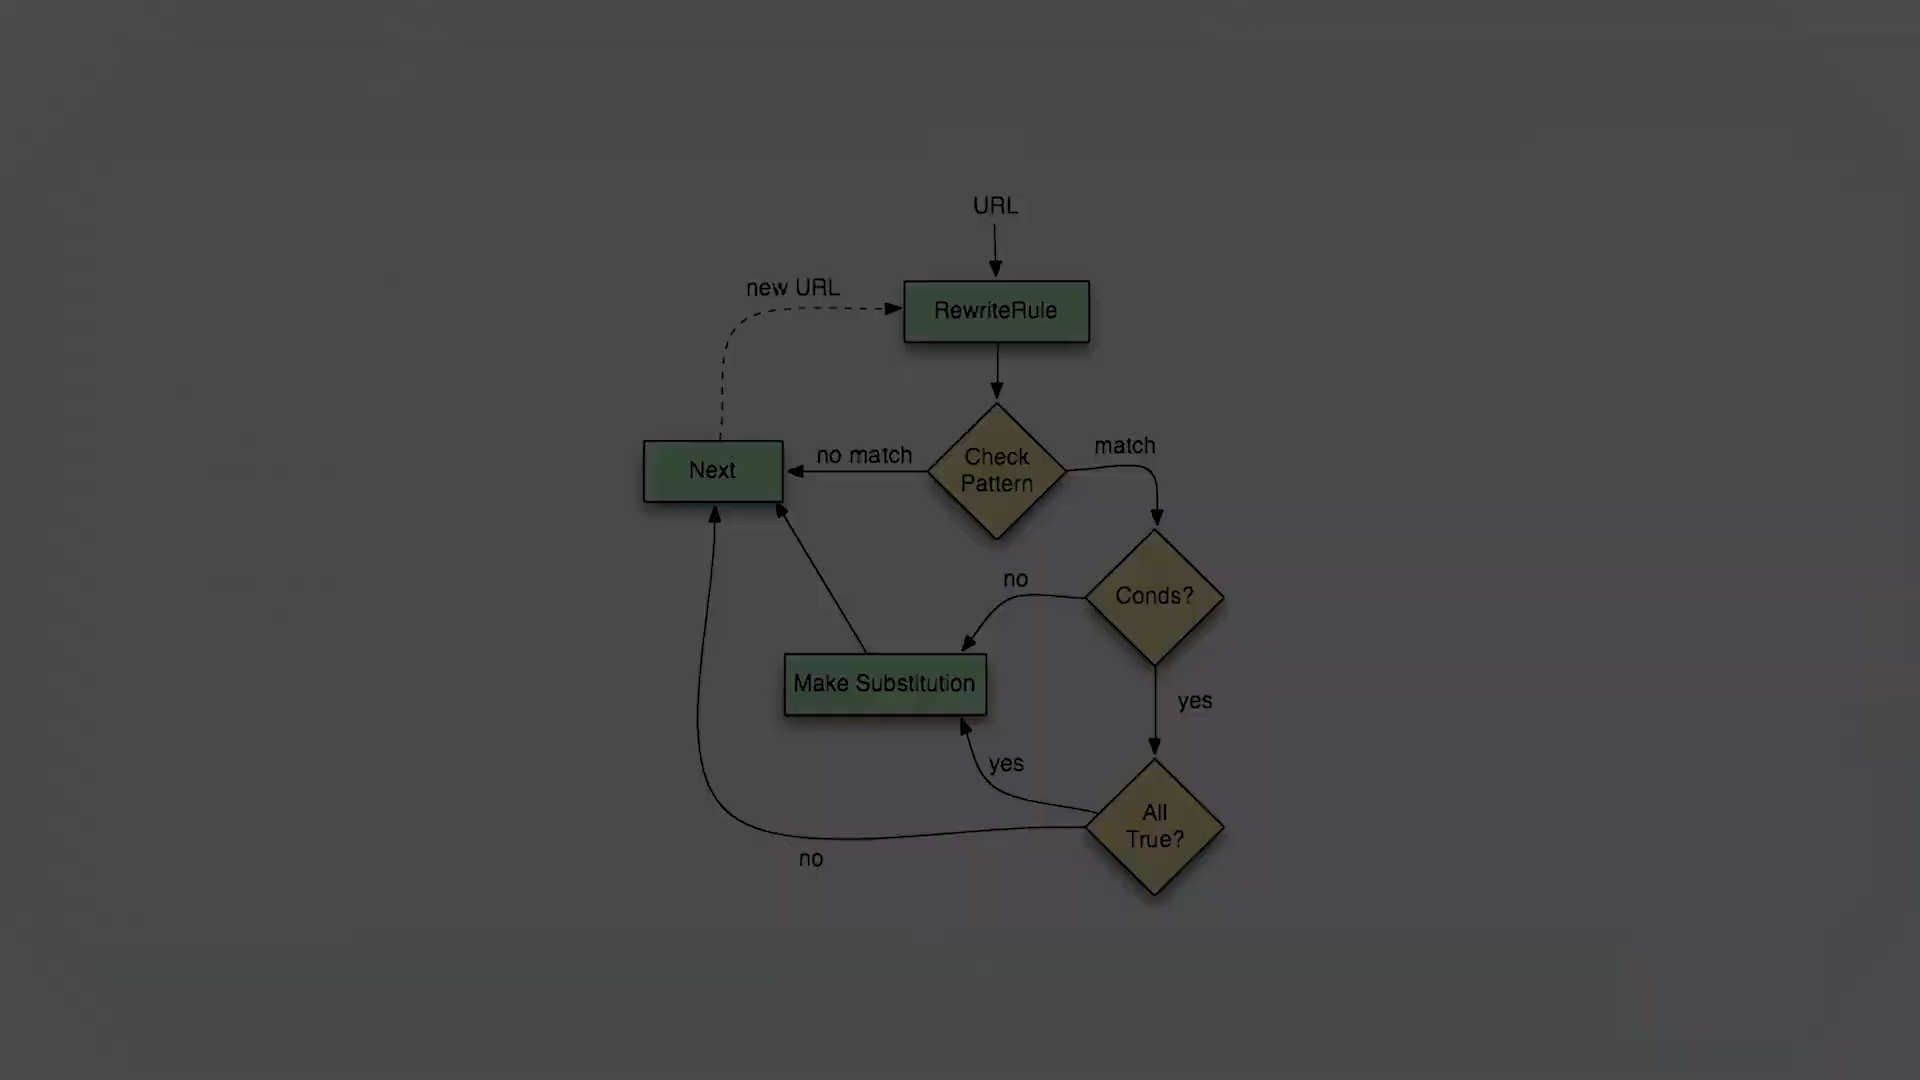 URL
new URL
RewriteRule
no match
match
Next
Check
Pattern
no
Conds?
Make Substitution
yes
yes
All
True?
no